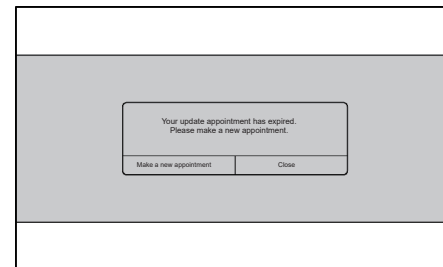 Your update appointment has expired.
Please make a new appointment.
Make a new appointment
Close